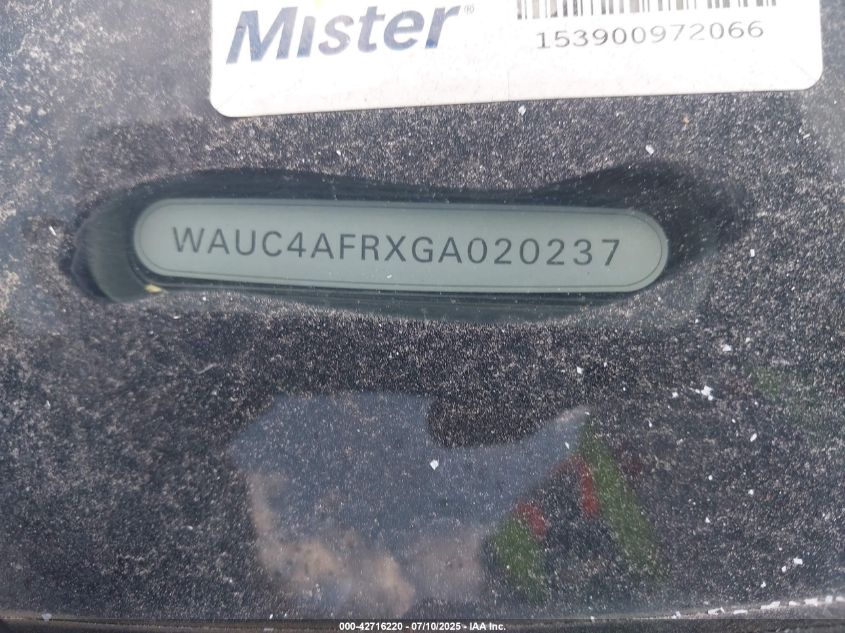 Mister®
153900972066
WAUC4AFRXGA020237
000-42716220 - 07/10/2025 - IAA Inc.